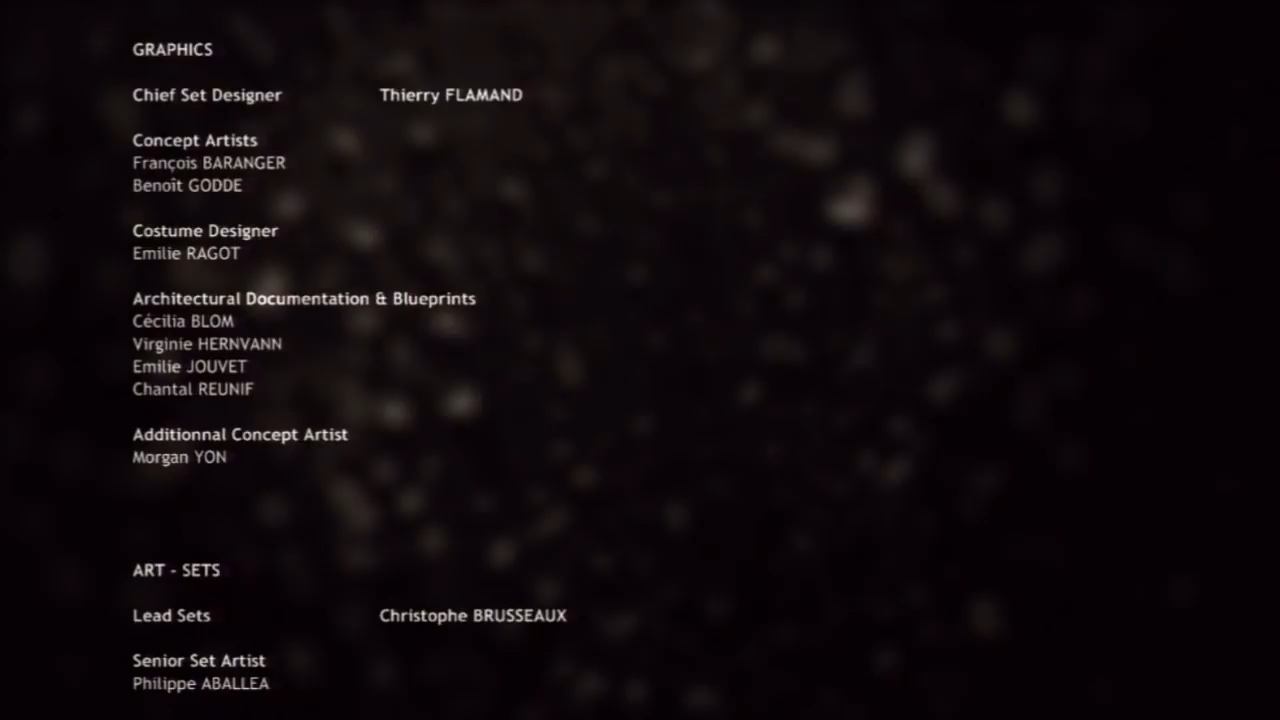 GRAPHICS
Chief Set Designer Thierry FLAMAND
Concept Artists
François BARANGER
Benoît GODDE
Costume Designer
Emilie RAGOT
Architectural Documentation & Blueprints
Cécilia BLOM
Virginie HERNVANN
Emilie JOUVET
Chantal REUNIF
Additionnal Concept Artist
Morgan YON
ART - SETS
Lead Sets Christophe BRUSSEAUX
Senior Set Artist
Philippe ABALLEA